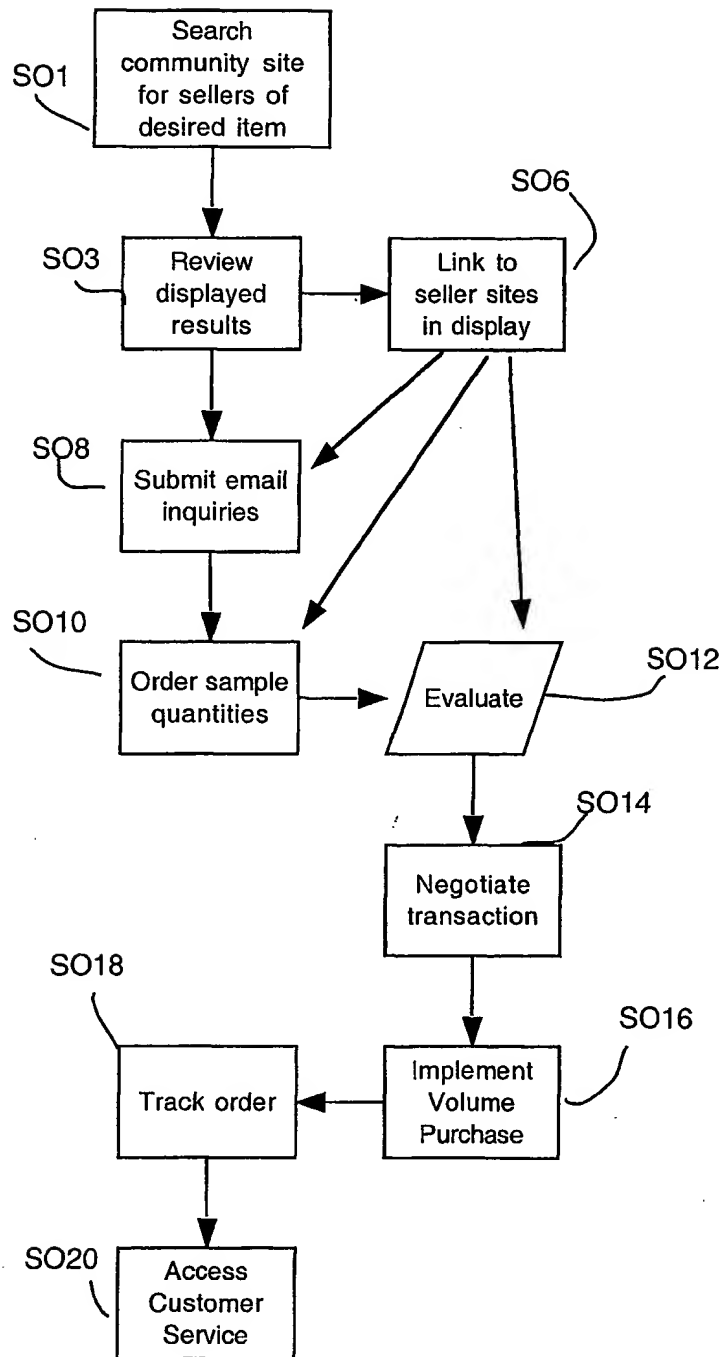 Search
community site
for sellers of
desired item
SO1
SO6
SO3
Review
displayed
results
Link to
seller sites
in display
SO8
Submit email
inquiries
SO10
Order sample
quantities
Evaluate
SO12
SO14
Negotiate
transaction
SO18
SO16
Track order
Implement
Volume
Purchase
SO20
Access
Customer
Service